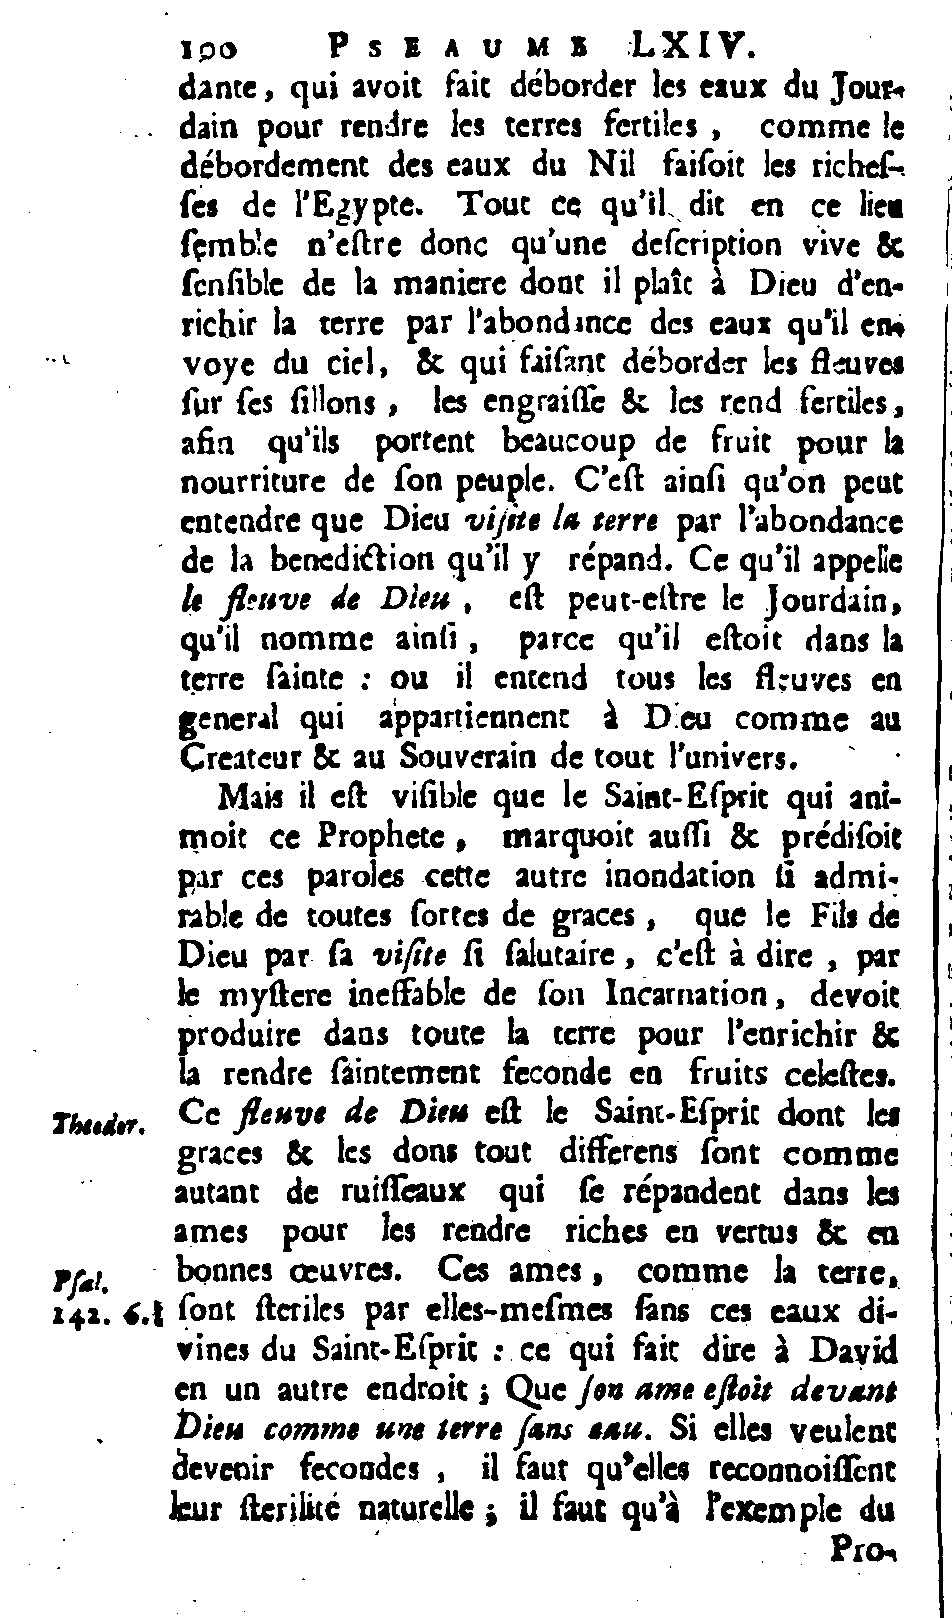 190 PSEAUME LXIV.
dante, qui avoit fait déborder les eaux du Jour-
dain pour rendre les terres fertiles, comme le
débordement des eaux du Nil faiſoit les richeſ-
ſes de l'Egypte. Tout ce qu'il dit en ce lieu
ſemble n'eſtre donc qu'une deſcription vive &
ſenſible de la maniere dont il plaît à Dieu d'en-
richir la terre par l'abondance des eaux qu'il en-
voye du ciel, & qui faiſant déborder les fleuves
ſur ſes ſillons, les engraiſſe & les rend fertiles,
afin qu'ils portent beaucoup de fruit pour la
nourriture de ſon peuple. C'eſt ainſi qu'on peut
entendre que Dieu viſite la terre par l'abondance
de la benediction qu'il y répand. Ce qu'il appelle
le fleuve de Dieu, eſt peut-eſtre le Jourdain,
qu'il nomme ainſi, parce qu'il eſtoit dans la
terre ſainte : ou il entend tous les fleuves en
general qui appartiennent à Dieu comme au
Createur & au Souverain de tout l'univers.
Mais il eſt viſible que le Saint-Eſprit qui ani-
moit ce Prophete, marquoit auſſi & prédiſoit
par ces paroles cette autre inondation ſi admi-
rable de toutes ſortes de graces, que le Fils de
Dieu par ſa viſite ſi ſalutaire, c'eſt à dire, par
le myſtere ineffable de ſon Incarnation, devoit
produire dans toute la terre pour l'enrichir &
la rendre ſaintement feconde en fruits celeſtes.
Theodor. Ce fleuve de Dieu eſt le Saint-Eſprit dont les
graces & les dons tout differens ſont comme
autant de ruiſſeaux qui ſe répandent dans les
ames pour les rendre riches en vertus & en
Pſal. bonnes œuvres. Ces ames, comme la terre,
142. 6. ſont ſteriles par elles-meſmes ſans ces eaux di-
vines du Saint-Eſprit : ce qui fait dire à David
en un autre endroit ; Que ſon ame eſtoit devant
Dieu comme une terre ſans eau. Si elles veulent
devenir fecondes, il faut qu'elles reconnoiſſent
leur ſterilité naturelle ; il faut qu'à l'exemple du
Pro-